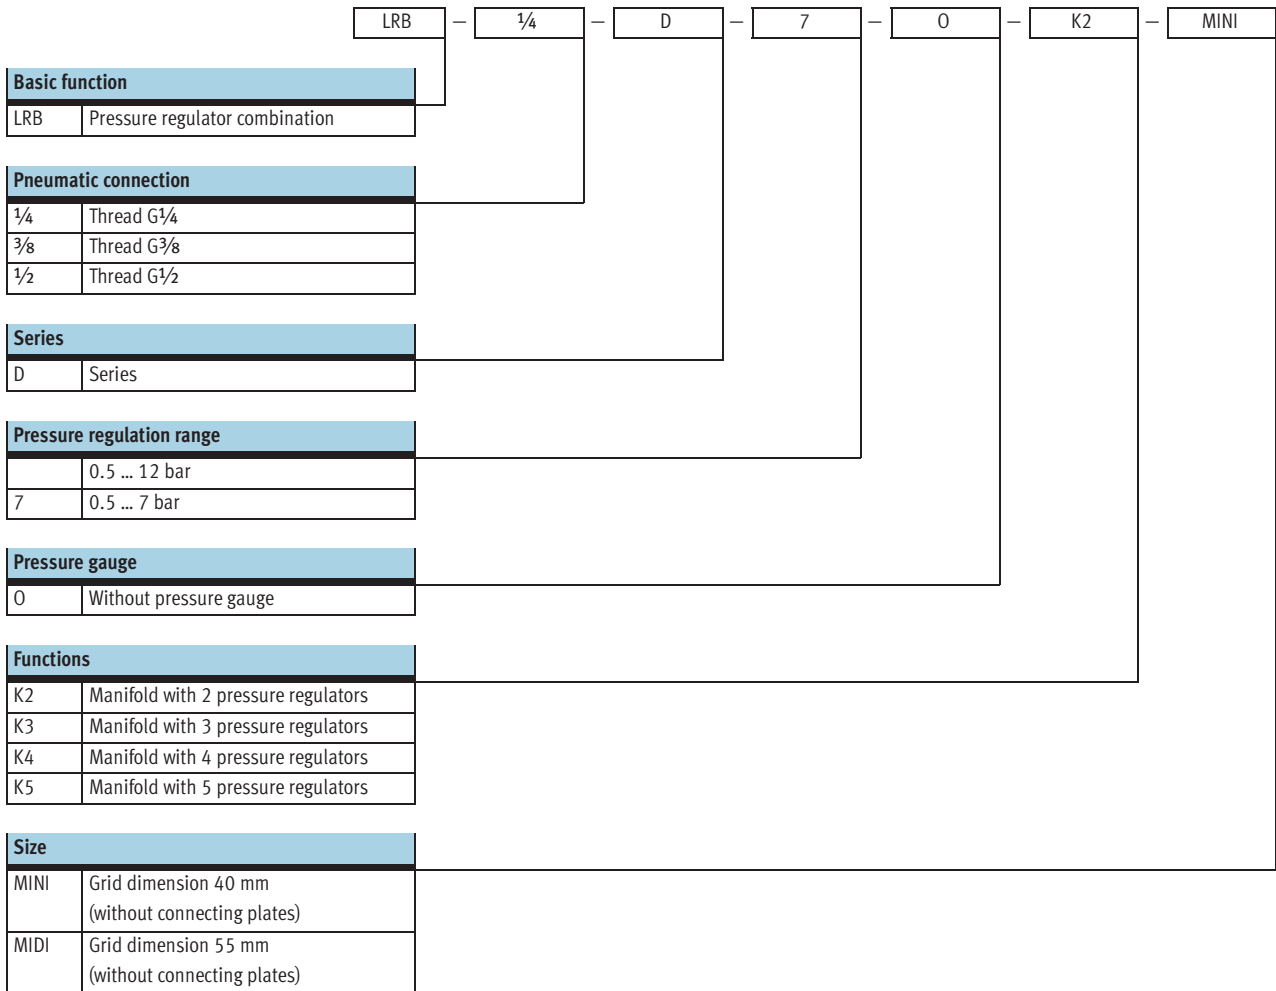 LRB – ¼ – D – 7 – O – K2 – MINI
Basic function
LRB Pressure regulator combination
Pneumatic connection
¼ Thread G¼
⅜ Thread G⅜
½ Thread G½
Series
D Series
Pressure regulation range
0.5 … 12 bar
7 0.5 … 7 bar
Pressure gauge
O Without pressure gauge
Functions
K2 Manifold with 2 pressure regulators
K3 Manifold with 3 pressure regulators
K4 Manifold with 4 pressure regulators
K5 Manifold with 5 pressure regulators
Size
MINI Grid dimension 40 mm
(without connecting plates)
MIDI Grid dimension 55 mm
(without connecting plates)